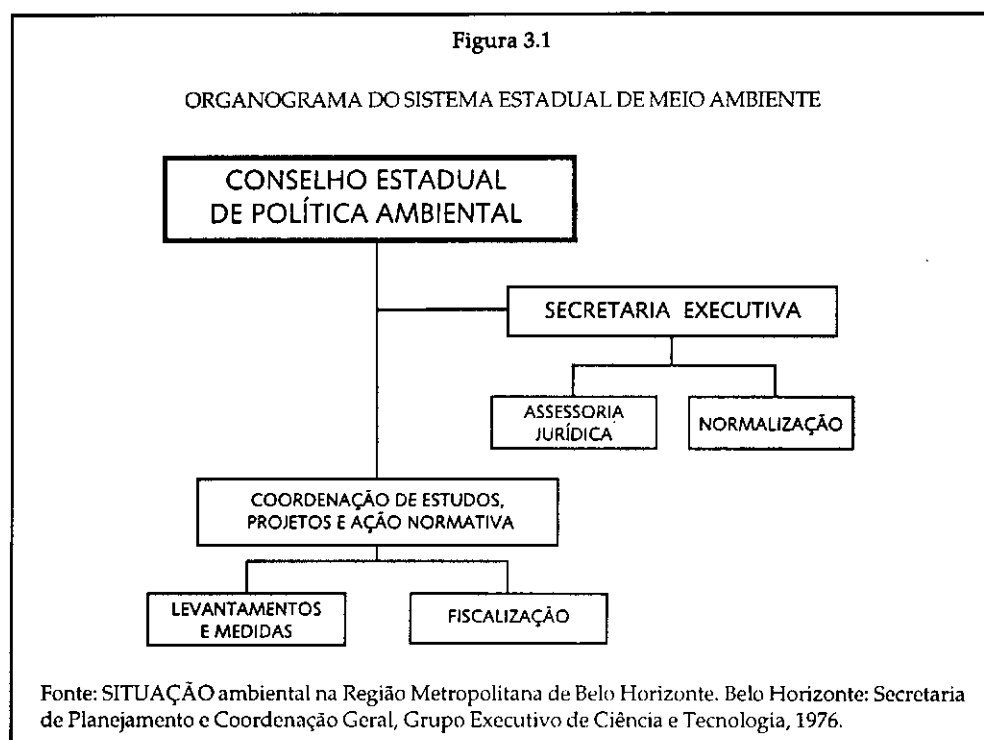 Figura 3.1
ORGANOGRAMA DO SISTEMA ESTADUAL DE MEIO AMBIENTE
CONSELHO ESTADUAL
DE POLÍTICA AMBIENTAL
SECRETARIA EXECUTIVA
ASSESSORIA
JURÍDICA
NORMALIZAÇÃO
COORDENAÇÃO DE ESTUDOS,
PROJETOS E AÇÃO NORMATIVA
LEVANTAMENTOS
E MEDIDAS
FISCALIZAÇÃO
Fonte: SITUAÇÃO ambiental na Região Metropolitana de Belo Horizonte. Belo Horizonte: Secretaria
de Planejamento e Coordenação Geral, Grupo Executivo de Ciência e Tecnologia, 1976.